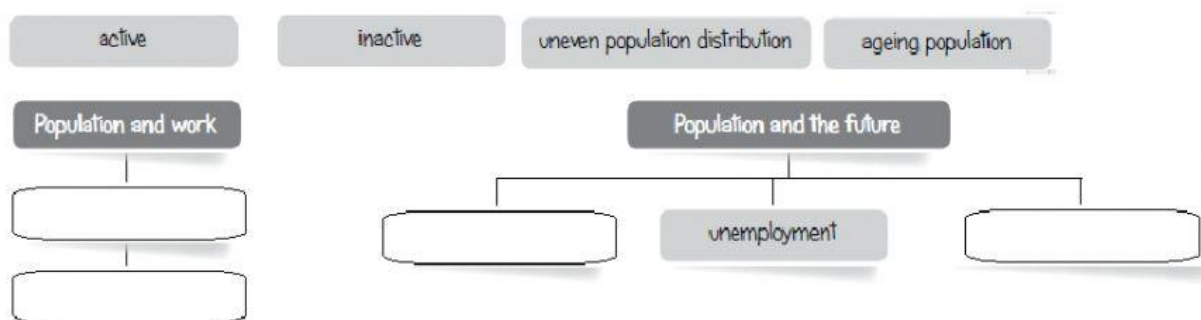 active
inactive
uneven population distribution
ageing population
Population and work
Population and the future
unemployment